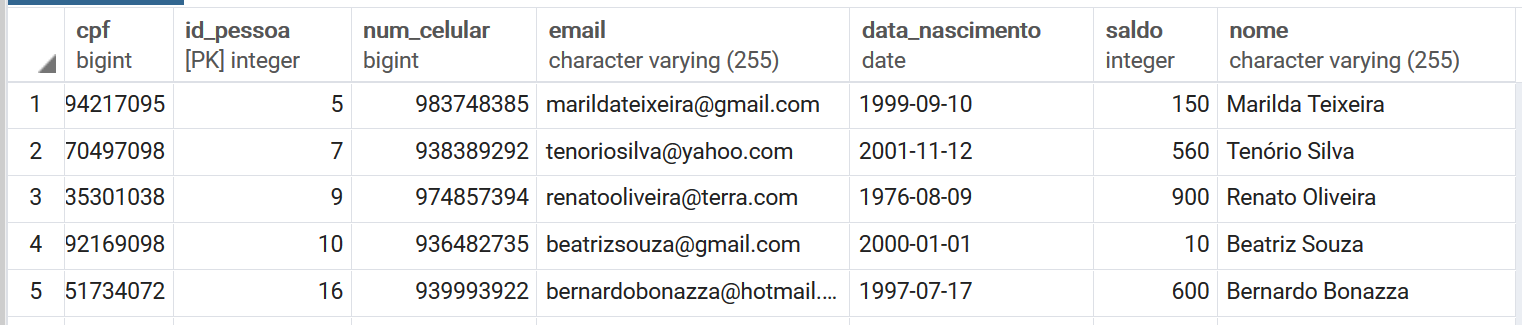 cpf id_pessoa num_celular email data_nascimento saldo nome
bigint [PK] integer bigint character varying (255) date integer character varying (255)
1 94217095 5 983748385 marildateixeira@gmail.com 1999-09-10 150 Marilda Teixeira
2 70497098 7 938389292 tenoriosilva@yahoo.com 2001-11-12 560 Tenório Silva
3 35301038 9 974857394 renatooliveira@terra.com 1976-08-09 900 Renato Oliveira
4 92169098 10 936482735 beatrizsouza@gmail.com 2000-01-01 10 Beatriz Souza
5 51734072 16 939993922 bernardobonazza@hotmail.… 1997-07-17 600 Bernardo Bonazza